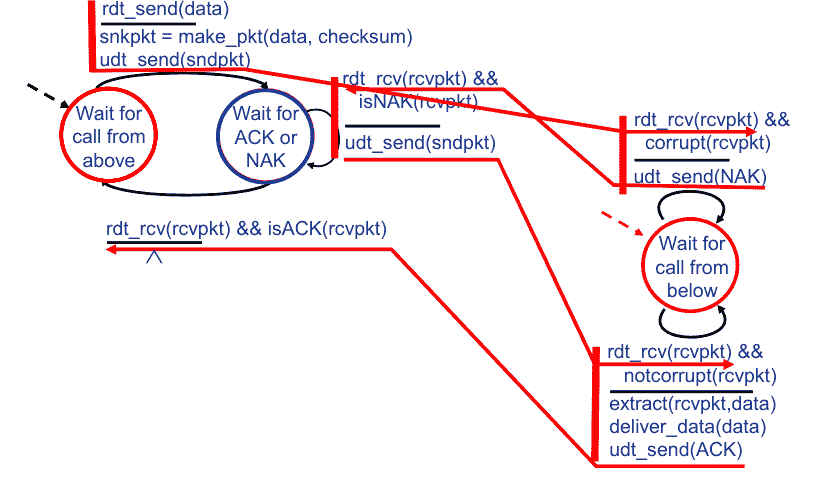 rdt_send(data)
snkpkt = make_pkt(data, checksum)
udt_send(sndpkt)
Wait for
call from
above
Wait for
ACK or
NAK
rdt_rcv(rcvpkt) &&
isNAK(rcvpkt)
udt_send(sndpkt)
rdt_rcv(rcvpkt) && isACK(rcvpkt)
Λ
rdt_rcv(rcvpkt) &&
corrupt(rcvpkt)
udt_send(NAK)
Wait for
call from
below
rdt_rcv(rcvpkt) &&
notcorrupt(rcvpkt)
extract(rcvpkt,data)
deliver_data(data)
udt_send(ACK)